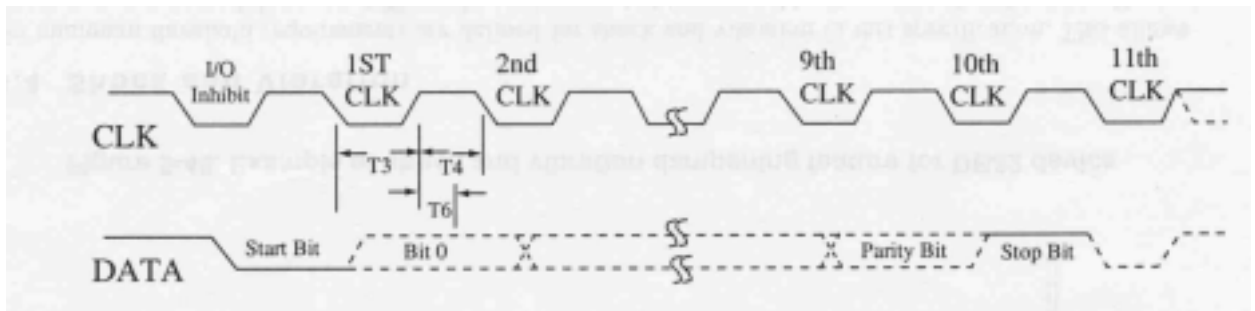 I/O
Inhibit
1ST
CLK
2nd
CLK
9th
CLK
10th
CLK
11th
CLK
CLK
T3
T4
T6
DATA
Start Bit
Bit 0
Parity Bit
Stop Bit